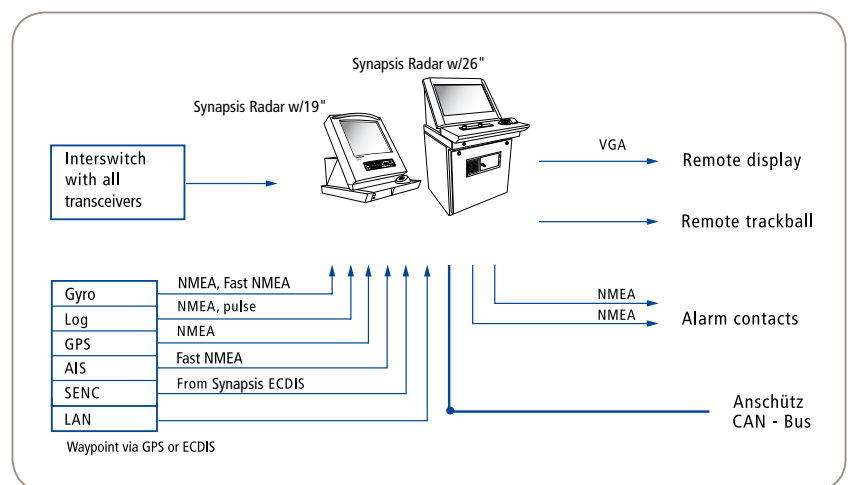 Synapsis Radar w/26"
Synapsis Radar w/19"
Interswitch
with all
transceivers
VGA
Remote display
Remote trackball
Gyro
NMEA, Fast NMEA
Log
NMEA, pulse
GPS
NMEA
AIS
Fast NMEA
SENC
From Synapsis ECDIS
LAN
Waypoint via GPS or ECDIS
NMEA
NMEA
Alarm contacts
Anschütz
CAN - Bus